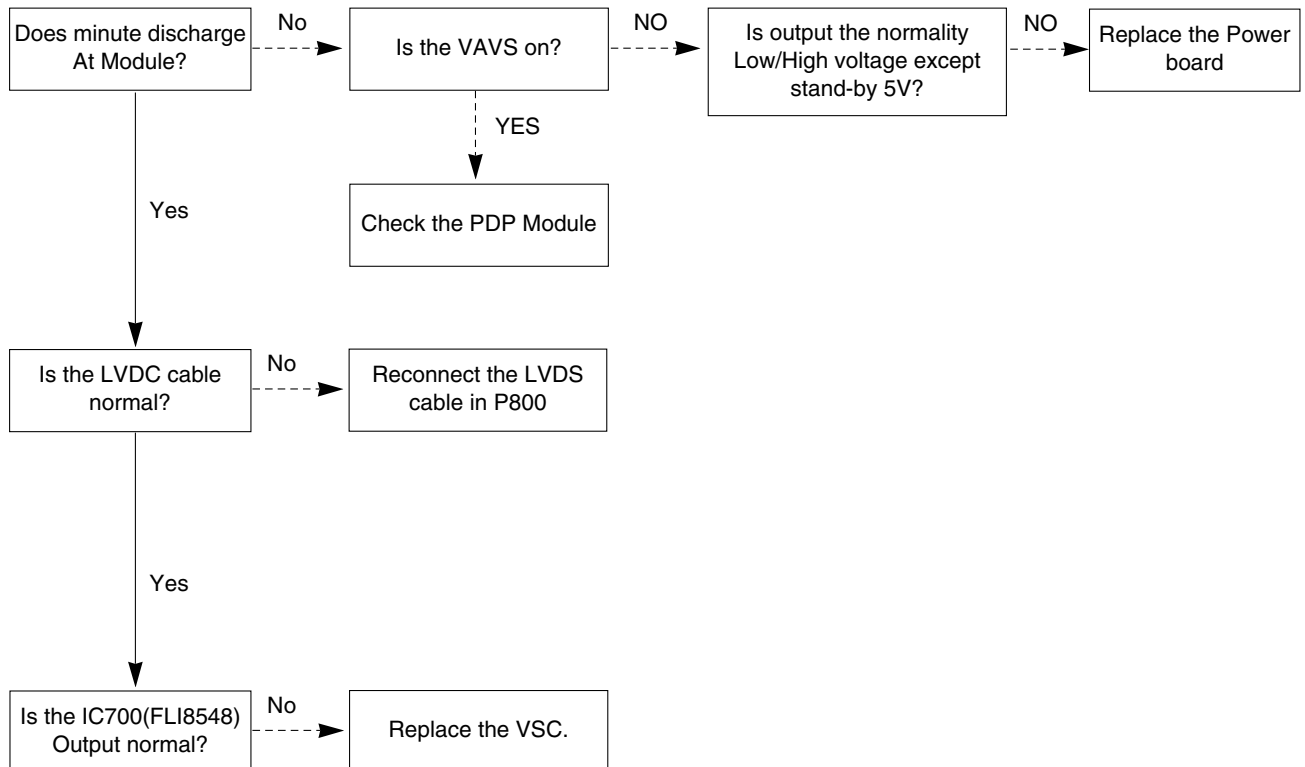 Does minute discharge
At Module?
No
Is the VAVS on?
NO
Is output the normality
Low/High voltage except
stand-by 5V?
NO
Replace the Power
board
YES
Check the PDP Module
Yes
Is the LVDC cable
normal?
No
Reconnect the LVDS
cable in P800
Yes
Is the IC700(FLI8548)
Output normal?
No
Replace the VSC.